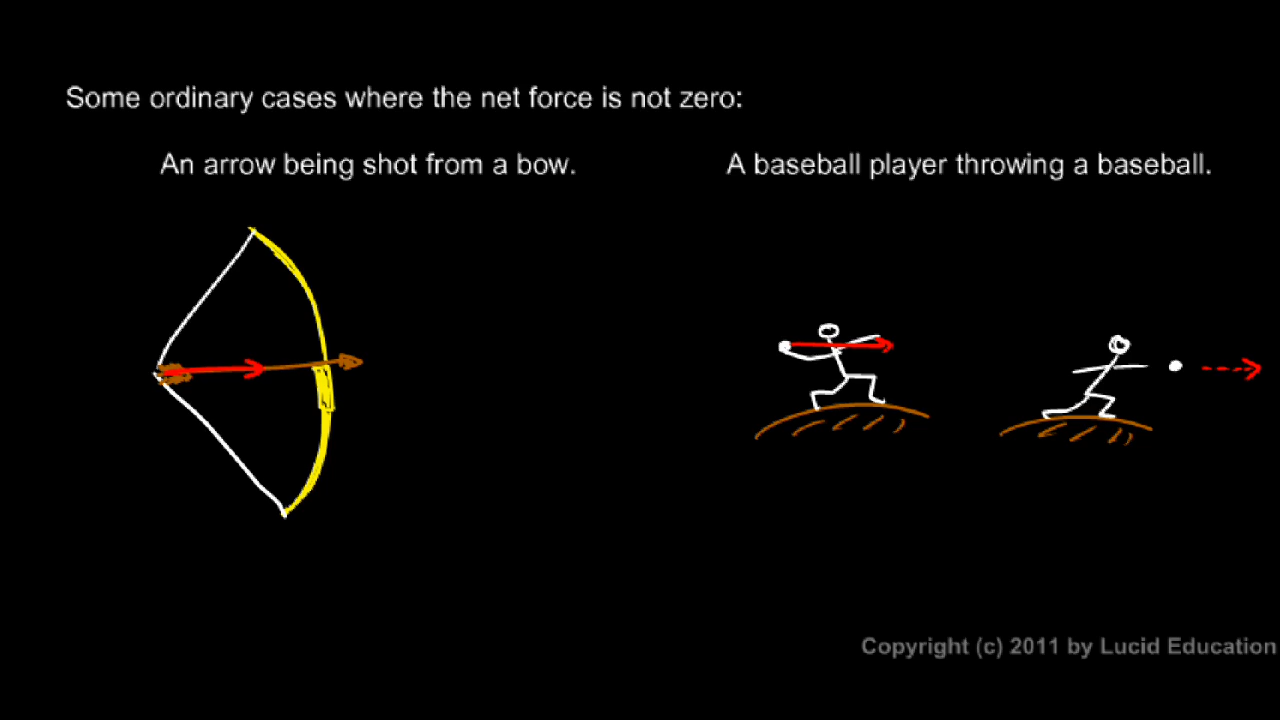 Some ordinary cases where the net force is not zero:
An arrow being shot from a bow.
A baseball player throwing a baseball.
Copyright (c) 2011 by Lucid Education